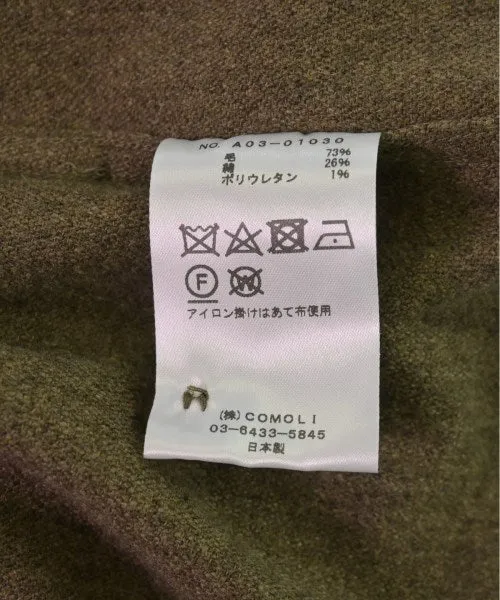 NO. A03-01030
毛 73%
綿 26%
ポリウレタン 1%
F
W
アイロン掛けはあて布使用
(株)COMOLI
03-6433-5845
日本製